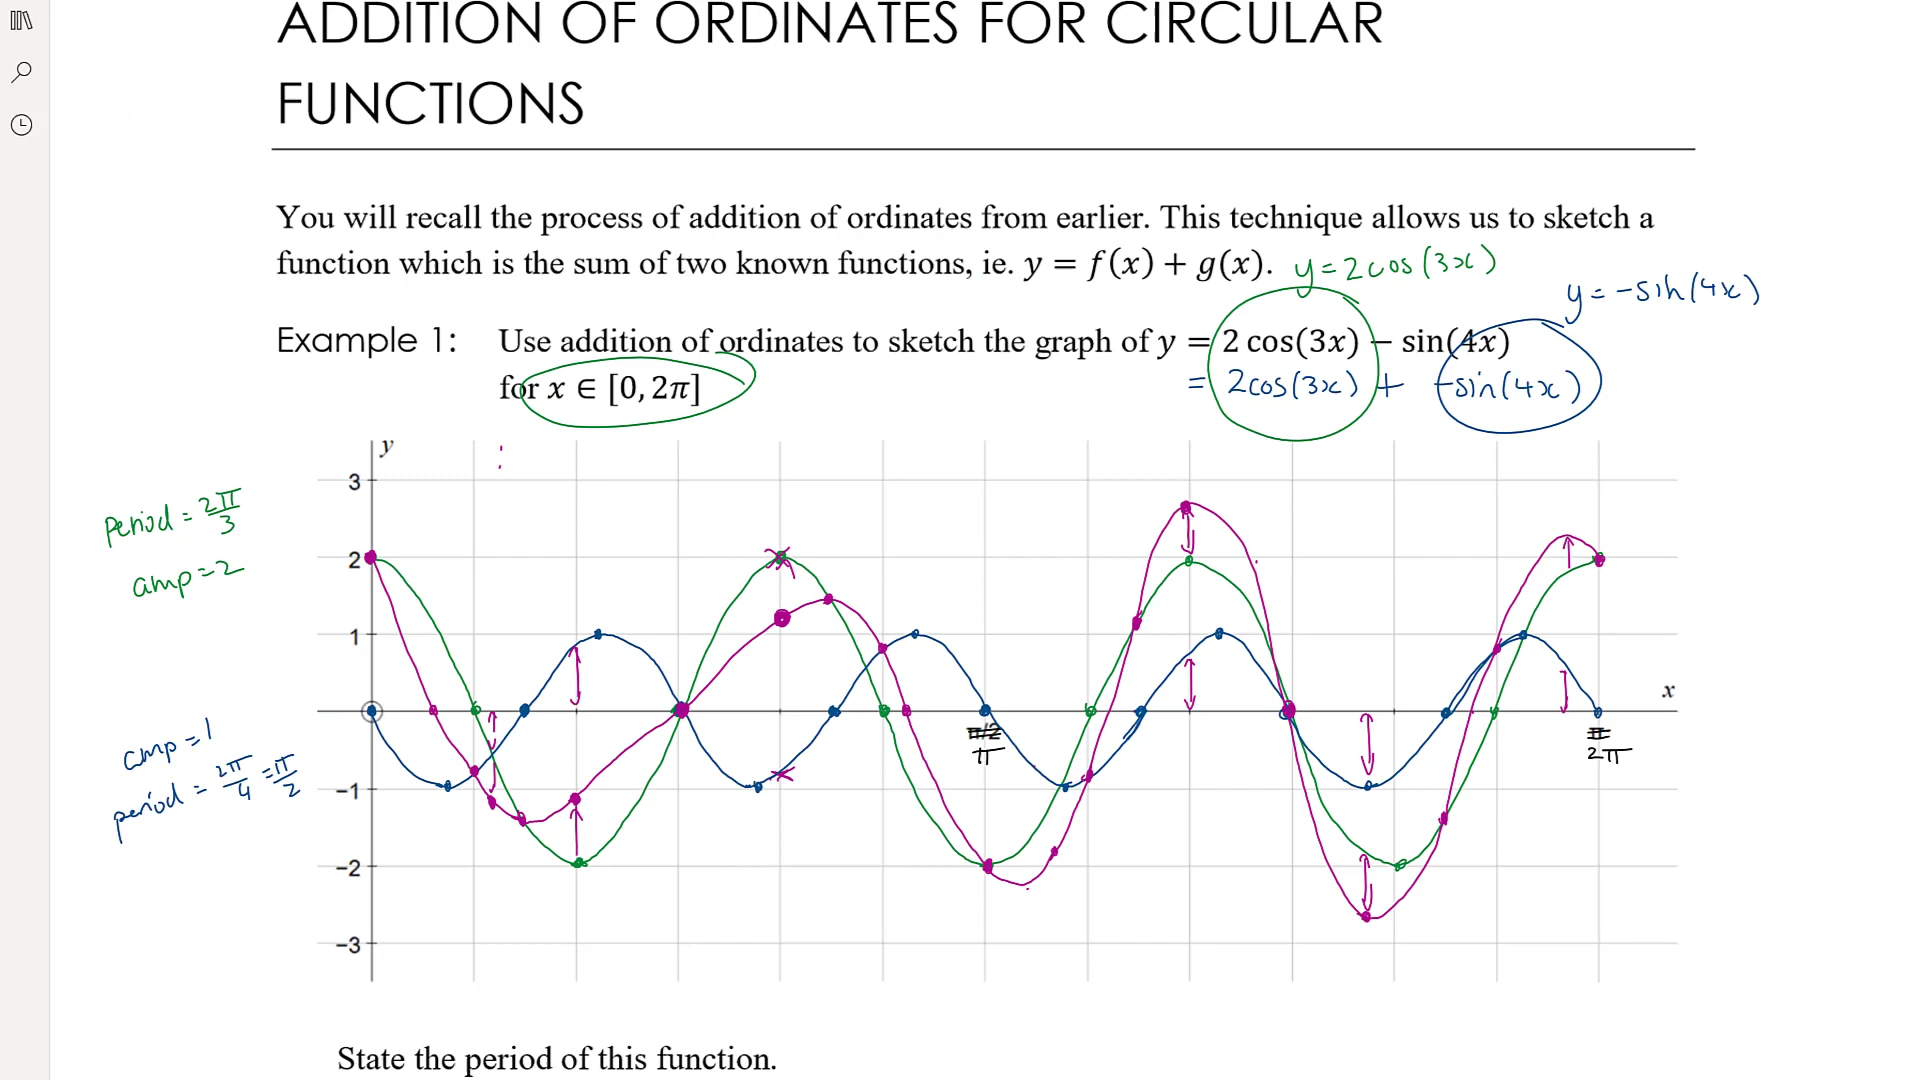 ADDITION OF ORDINATES FOR CIRCULAR
FUNCTIONS
You will recall the process of addition of ordinates from earlier. This technique allows us to sketch a
function which is the sum of two known functions, ie. y = f(x) + g(x).
y = 2cos(3x)
y = -sin(4x)
Example 1: Use addition of ordinates to sketch the graph of y = 2 cos(3x) − sin(4x)
for x ∈ [0, 2π]
= 2cos(3x) + -sin(4x)
y
3
2
1
−1
−2
−3
x
π/2
π
π
2π
Period = 2π/3
amp = 2
amp = 1
period = 2π/4 = π/2
State the period of this function.